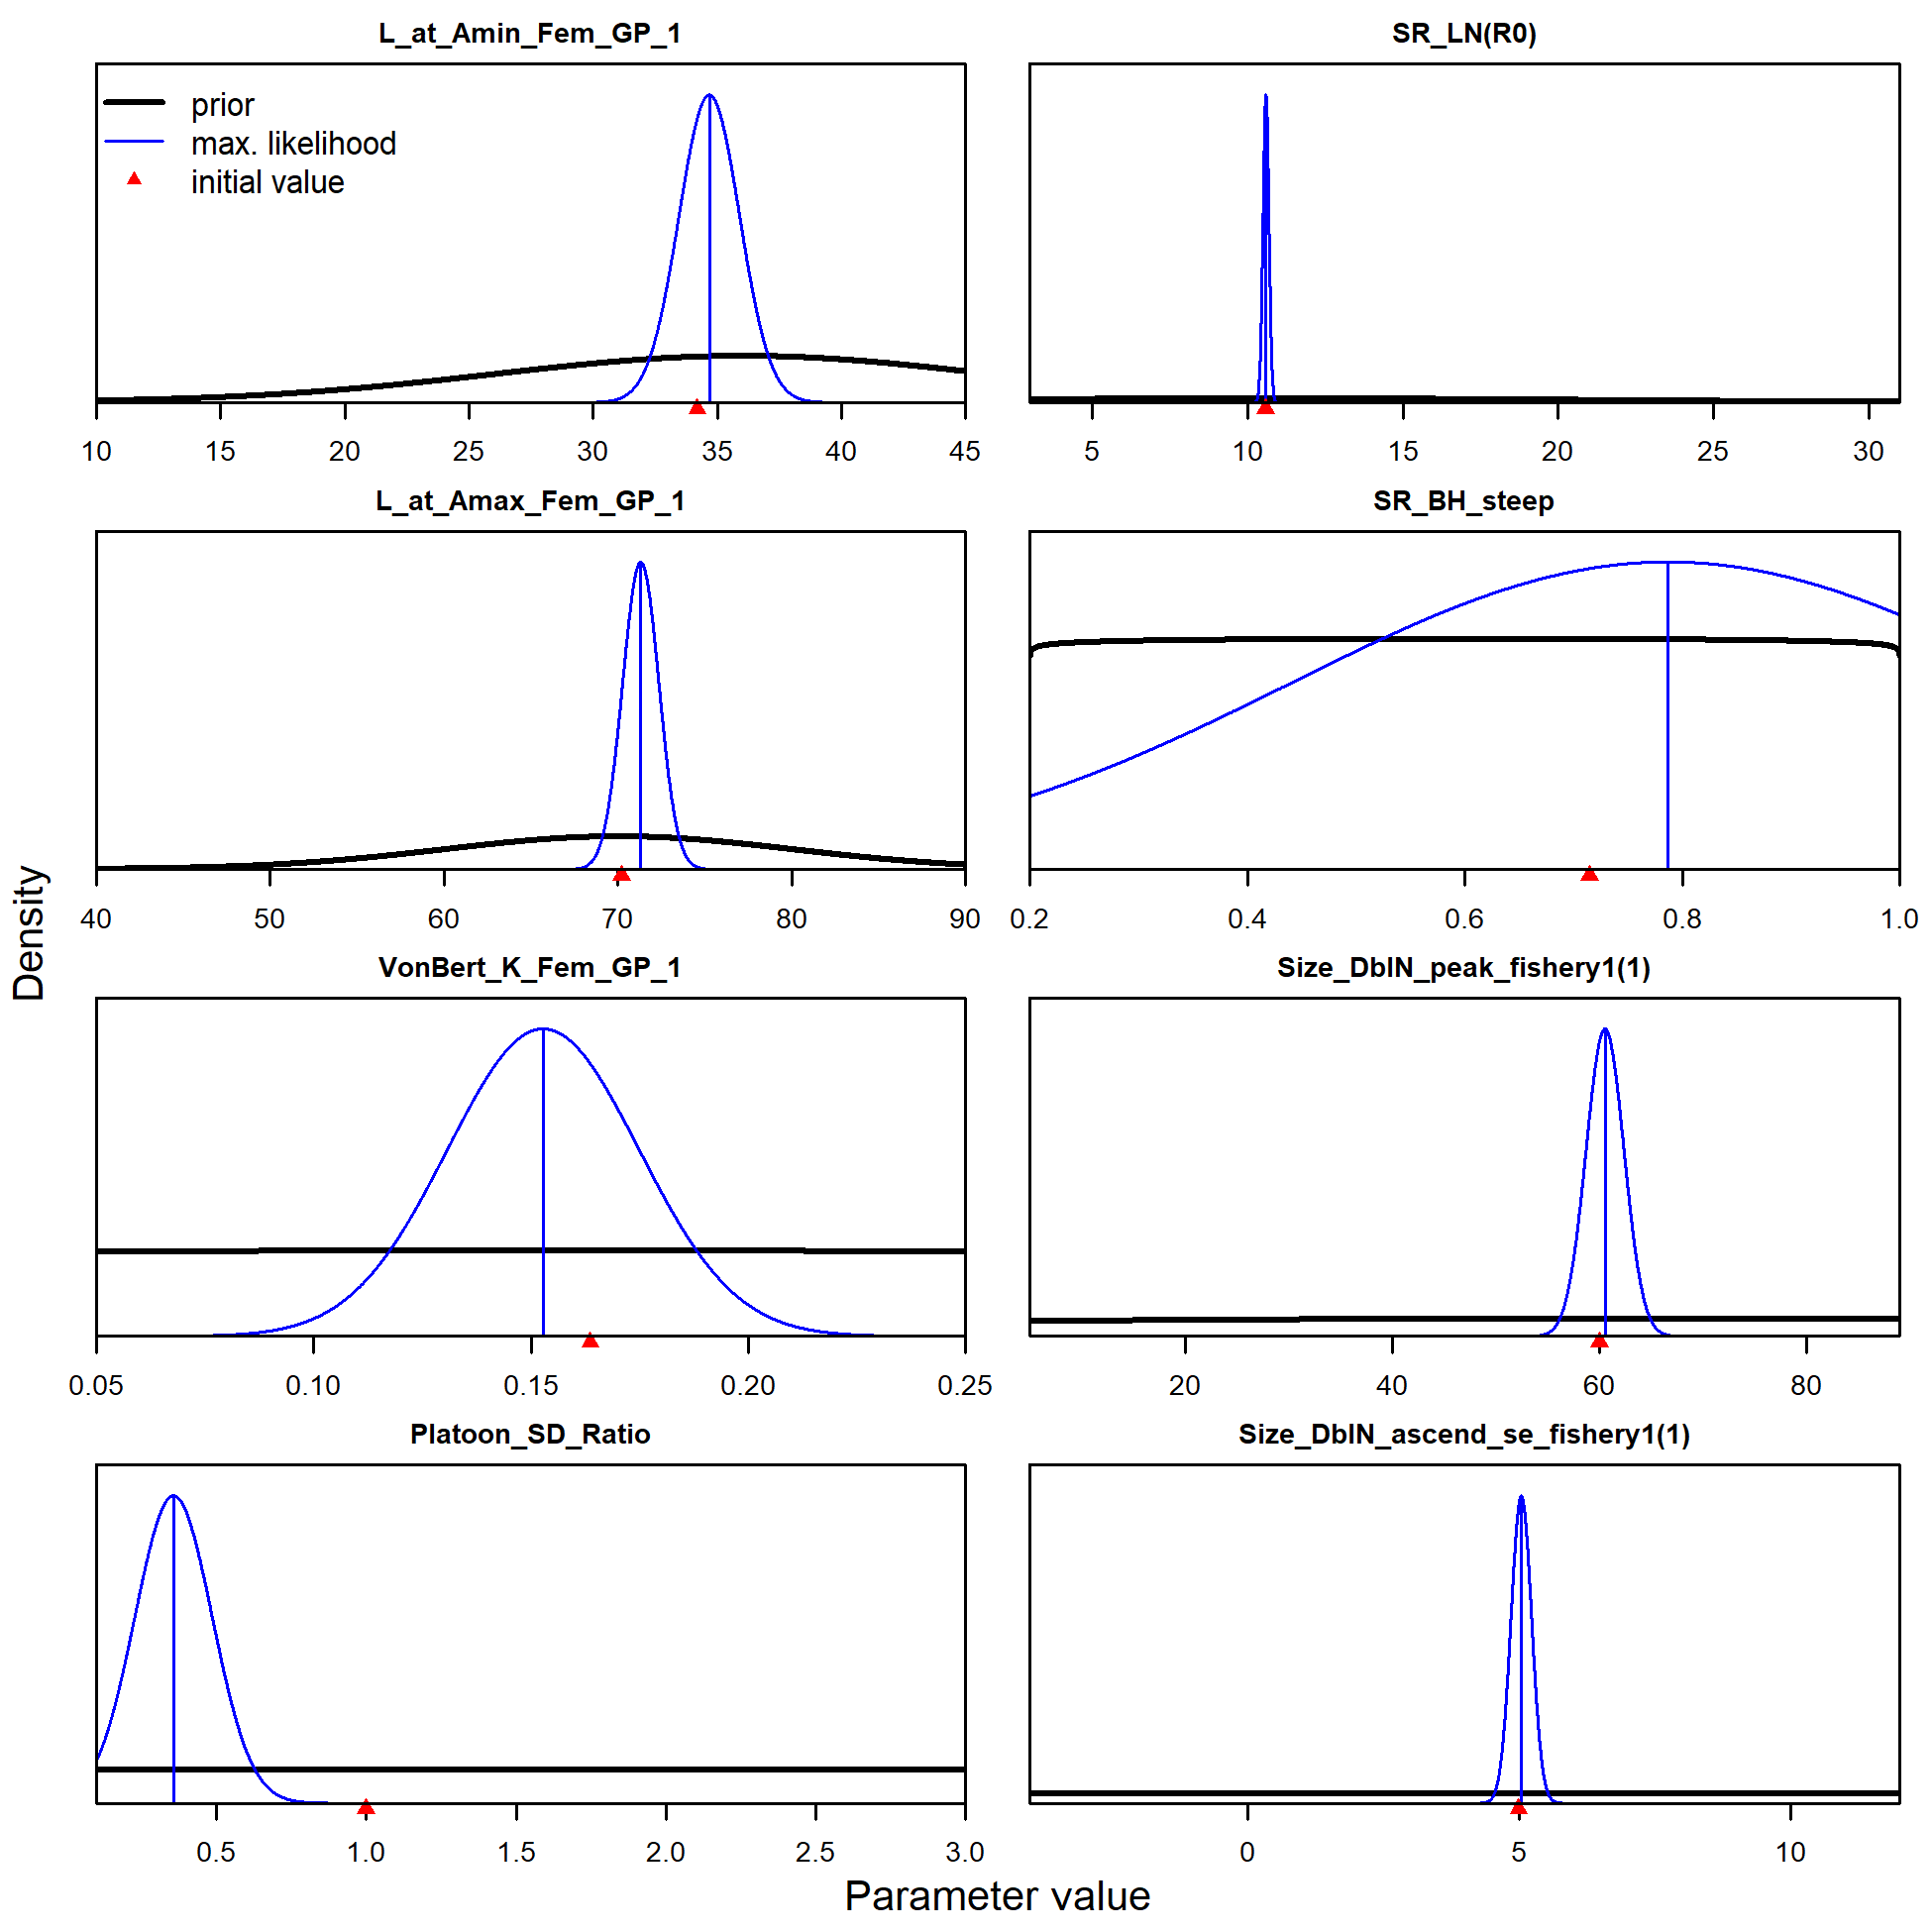 L_at_Amin_Fem_GP_1
prior
max. likelihood
initial value
10 15 20 25 30 35 40 45
SR_LN(R0)
5 10 15 20 25 30
L_at_Amax_Fem_GP_1
40 50 60 70 80 90
SR_BH_steep
0.2 0.4 0.6 0.8 1.0
VonBert_K_Fem_GP_1
0.05 0.10 0.15 0.20 0.25
Size_DblN_peak_fishery1(1)
20 40 60 80
Platoon_SD_Ratio
0.5 1.0 1.5 2.0 2.5 3.0
Size_DblN_ascend_se_fishery1(1)
0 5 10
Density
Parameter value